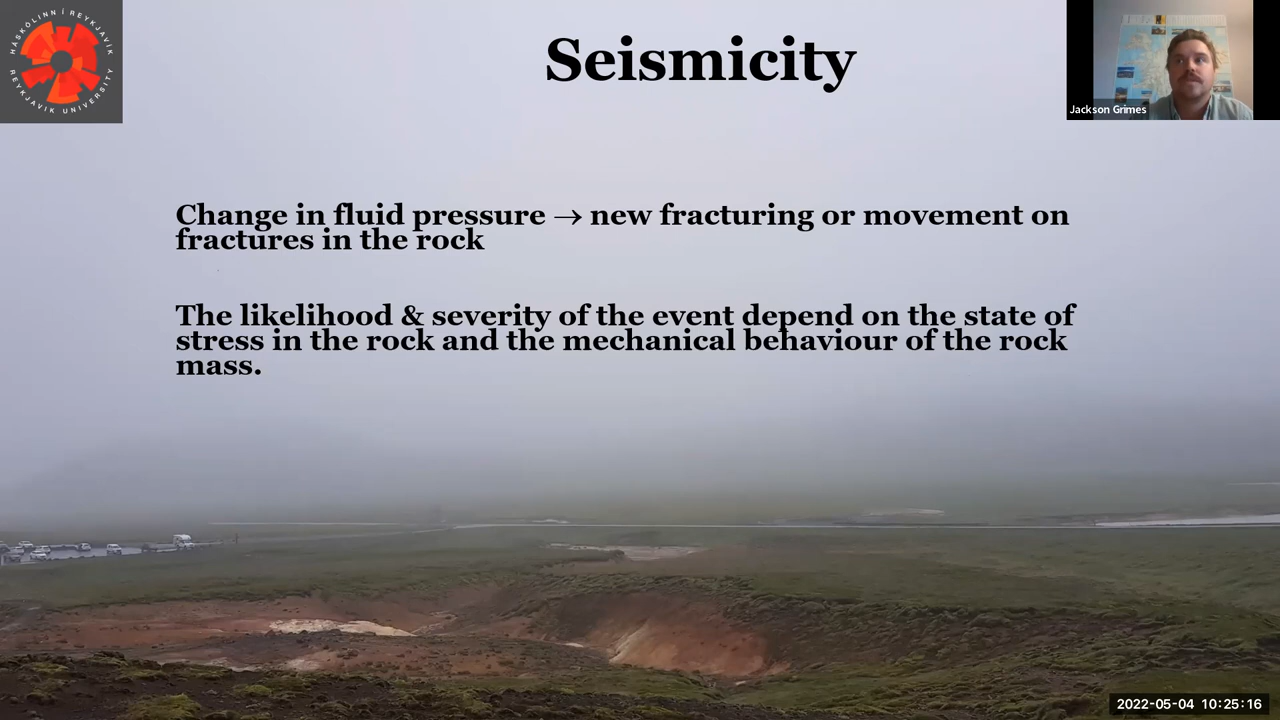 HÁSKÓLINN Í REYKJAVÍK
REYKJAVIK UNIVERSITY
Seismicity
Jackson Grimes
Change in fluid pressure → new fracturing or movement on
fractures in the rock
The likelihood & severity of the event depend on the state of
stress in the rock and the mechanical behaviour of the rock
mass.
2022-05-04 10:25:16